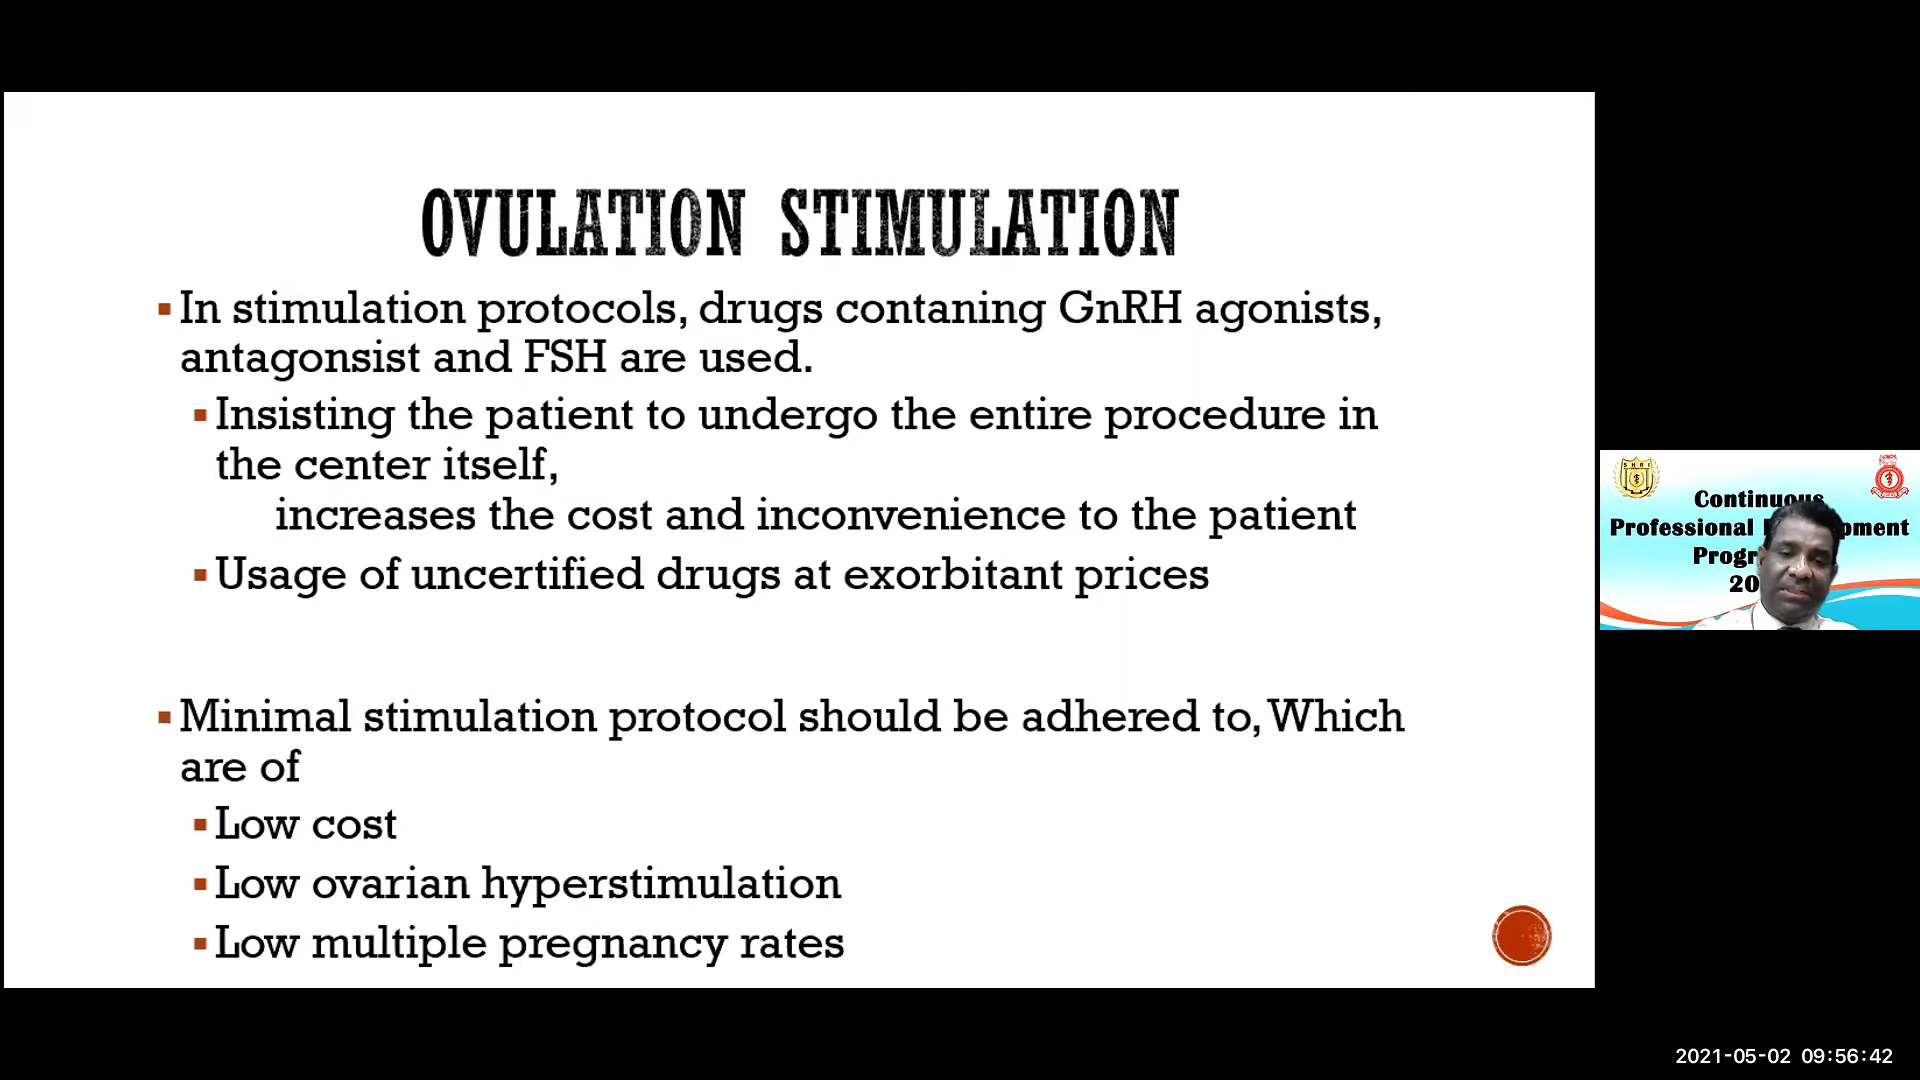 OVULATION STIMULATION
In stimulation protocols, drugs contaning GnRH agonists,
antagonsist and FSH are used.
Insisting the patient to undergo the entire procedure in
the center itself,
increases the cost and inconvenience to the patient
Usage of uncertified drugs at exorbitant prices
Minimal stimulation protocol should be adhered to, Which
are of
Low cost
Low ovarian hyperstimulation
Low multiple pregnancy rates
SHRI
Continuous
Professional
2021-05-02 09:56:42